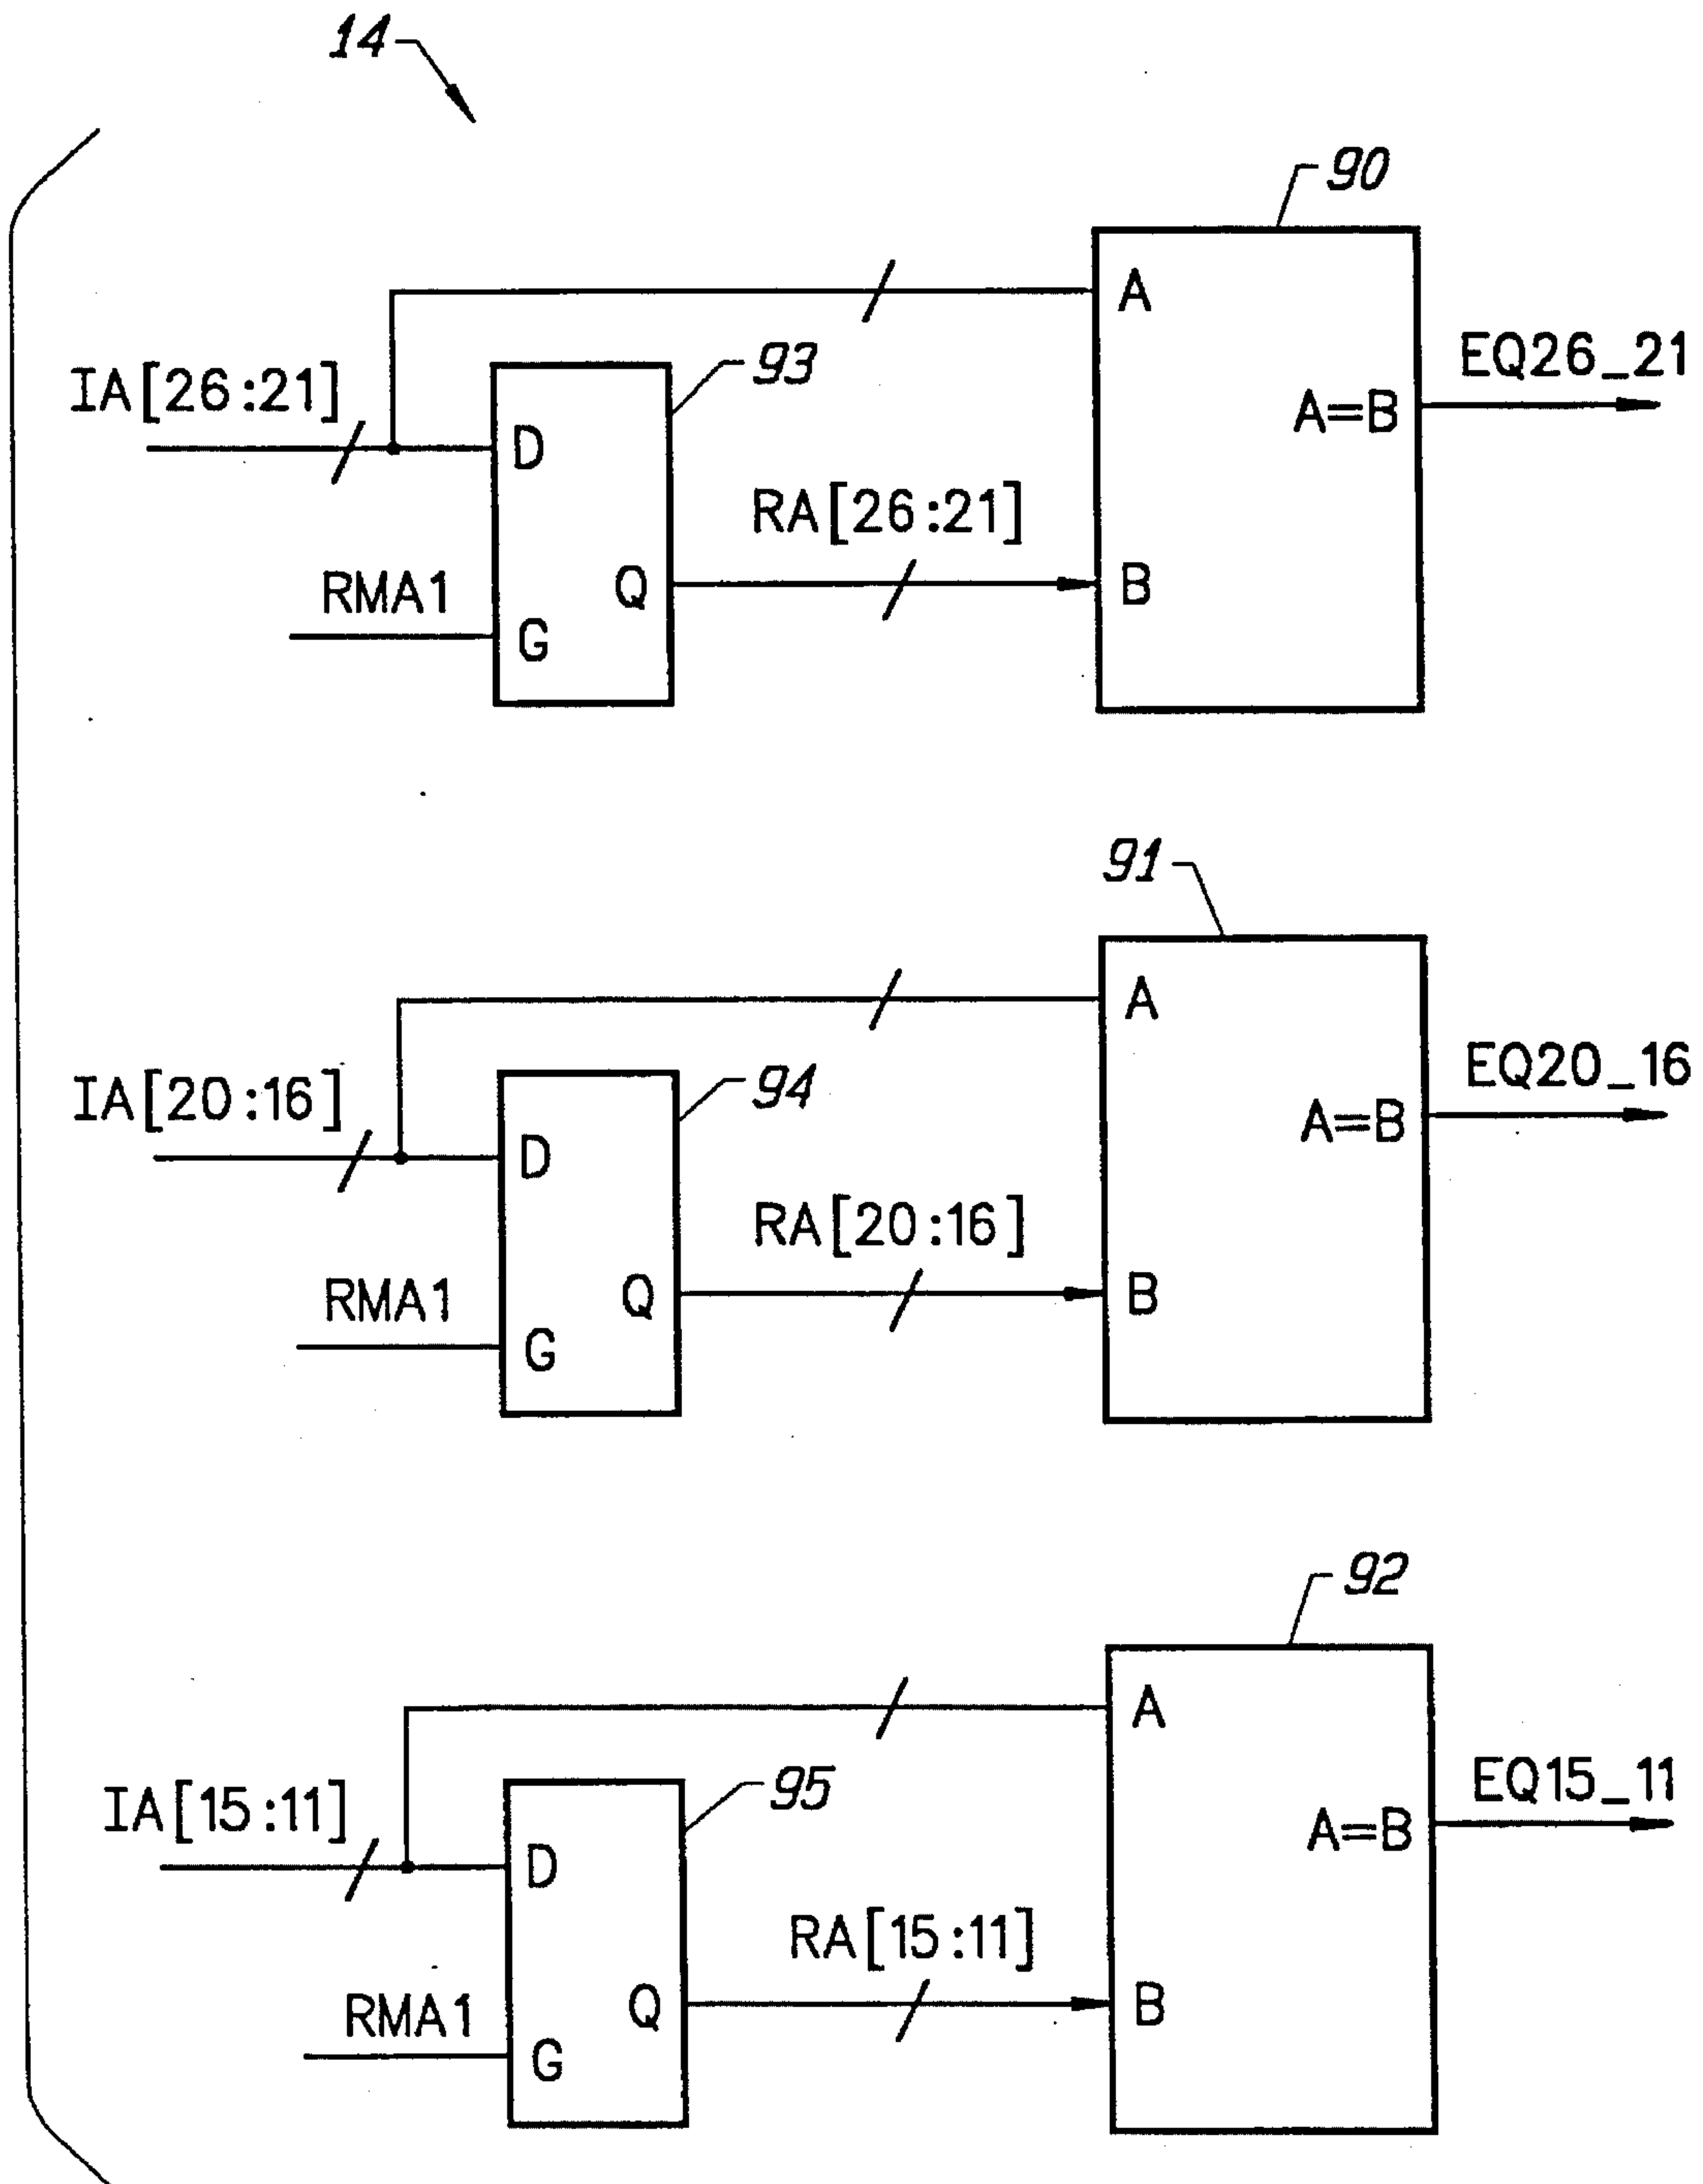 14
90
A
93
EQ26_21
IA[26:21]
A=B
D
RA[26:21]
RMA1
Q
B
G
91
A
94
EQ20_16
IA[20:16]
A=B
D
RA[20:16]
RMA1
Q
B
G
92
A
95
EQ15_11
IA[15:11]
A=B
D
RA[15:11]
RMA1
Q
B
G